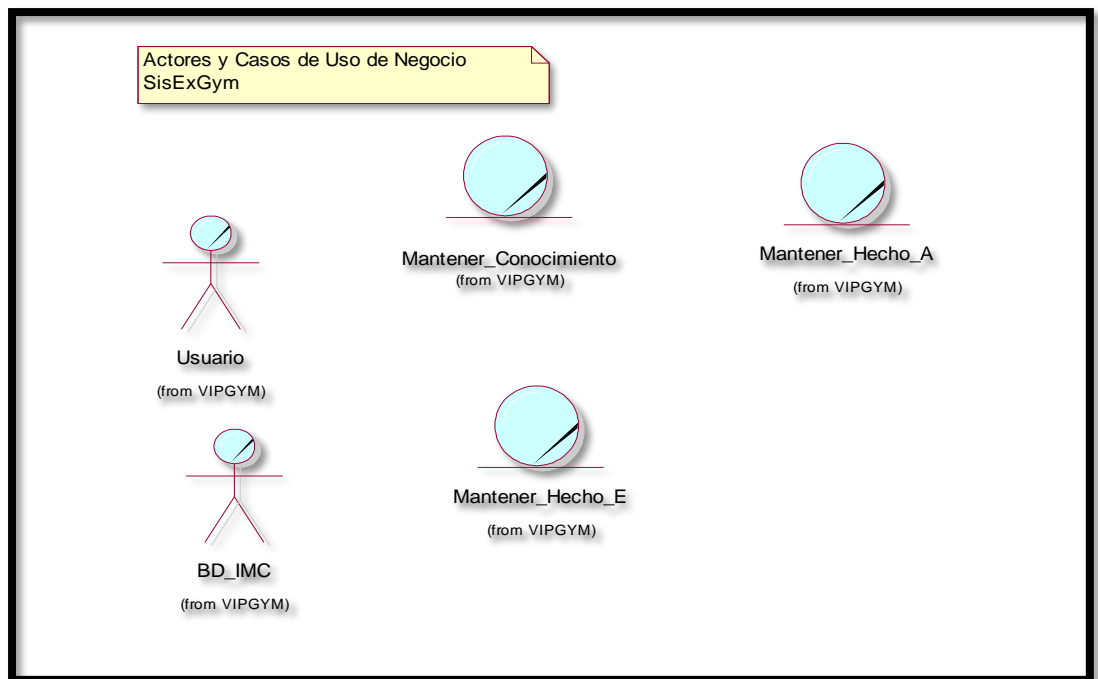 Actores y Casos de Uso de Negocio
SisExGym
Mantener_Conocimiento
(from VIPGYM)
Mantener_Hecho_A
(from VIPGYM)
Usuario
(from VIPGYM)
Mantener_Hecho_E
(from VIPGYM)
BD_IMC
(from VIPGYM)